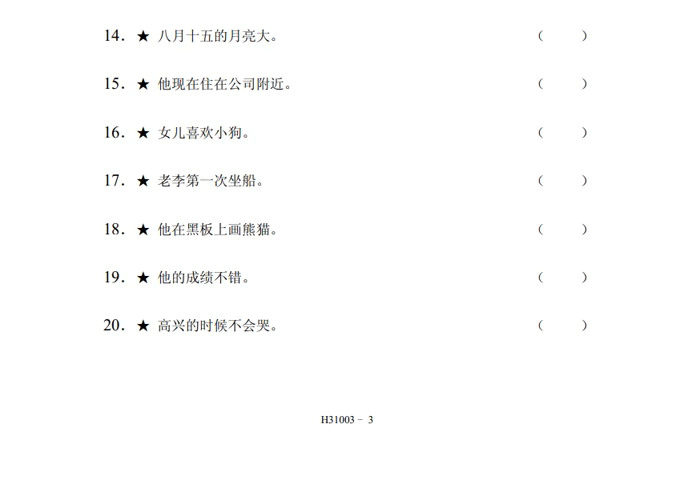 14. ★ 八月十五的月亮大。 （ ）
15. ★ 他现在住在公司附近。 （ ）
16. ★ 女儿喜欢小狗。 （ ）
17. ★ 老李第一次坐船。 （ ）
18. ★ 他在黑板上画熊猫。 （ ）
19. ★ 他的成绩不错。 （ ）
20. ★ 高兴的时候不会哭。 （ ）
H31003－ 3